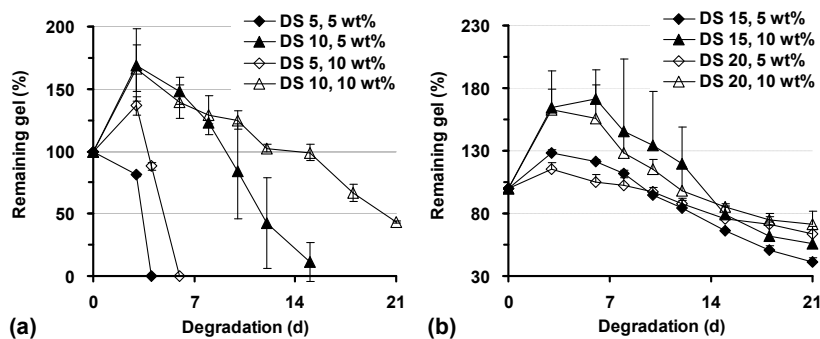 DS 5, 5 wt%
DS 10, 5 wt%
DS 5, 10 wt%
DS 10, 10 wt%
200
150
100
50
0
Remaining gel (%)
0 7 14 21
Degradation (d)
(a)
DS 15, 5 wt%
DS 15, 10 wt%
DS 20, 5 wt%
DS 20, 10 wt%
230
180
130
80
30
Remaining gel (%)
0 7 14 21
Degradation (d)
(b)